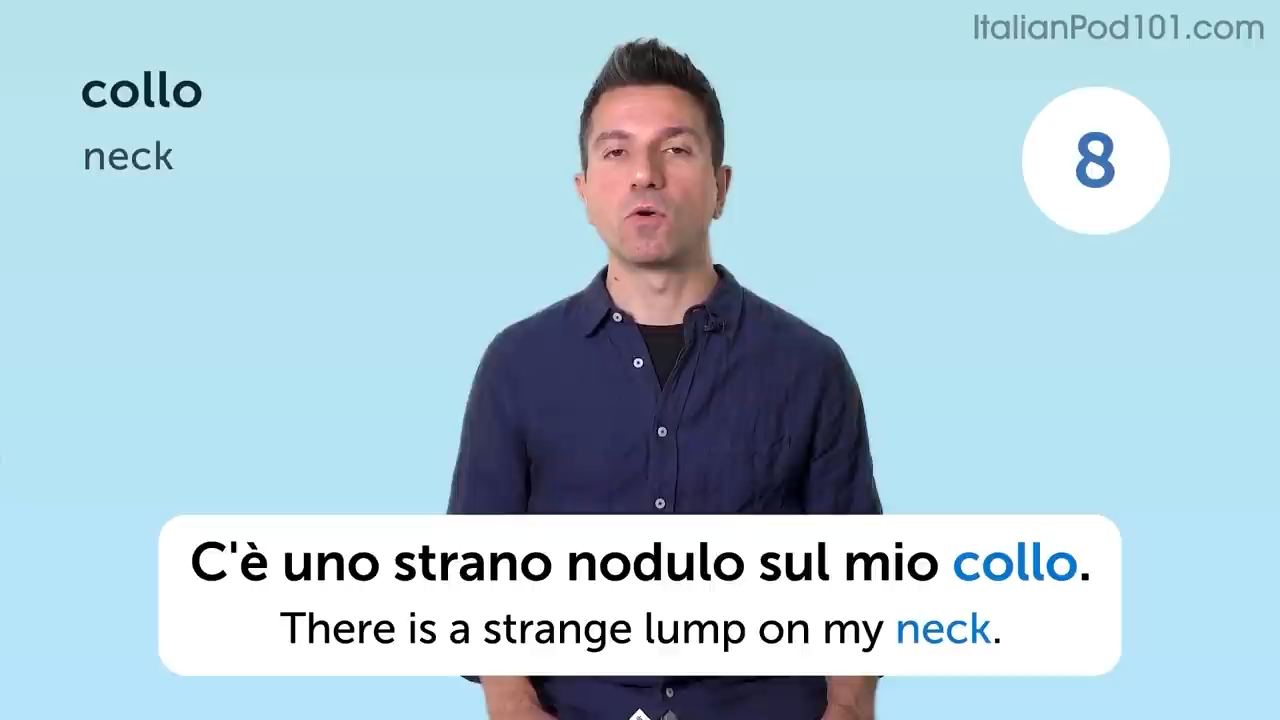 ItalianPod101.com
collo
neck
8
C'è uno strano nodulo sul mio collo.
There is a strange lump on my neck.